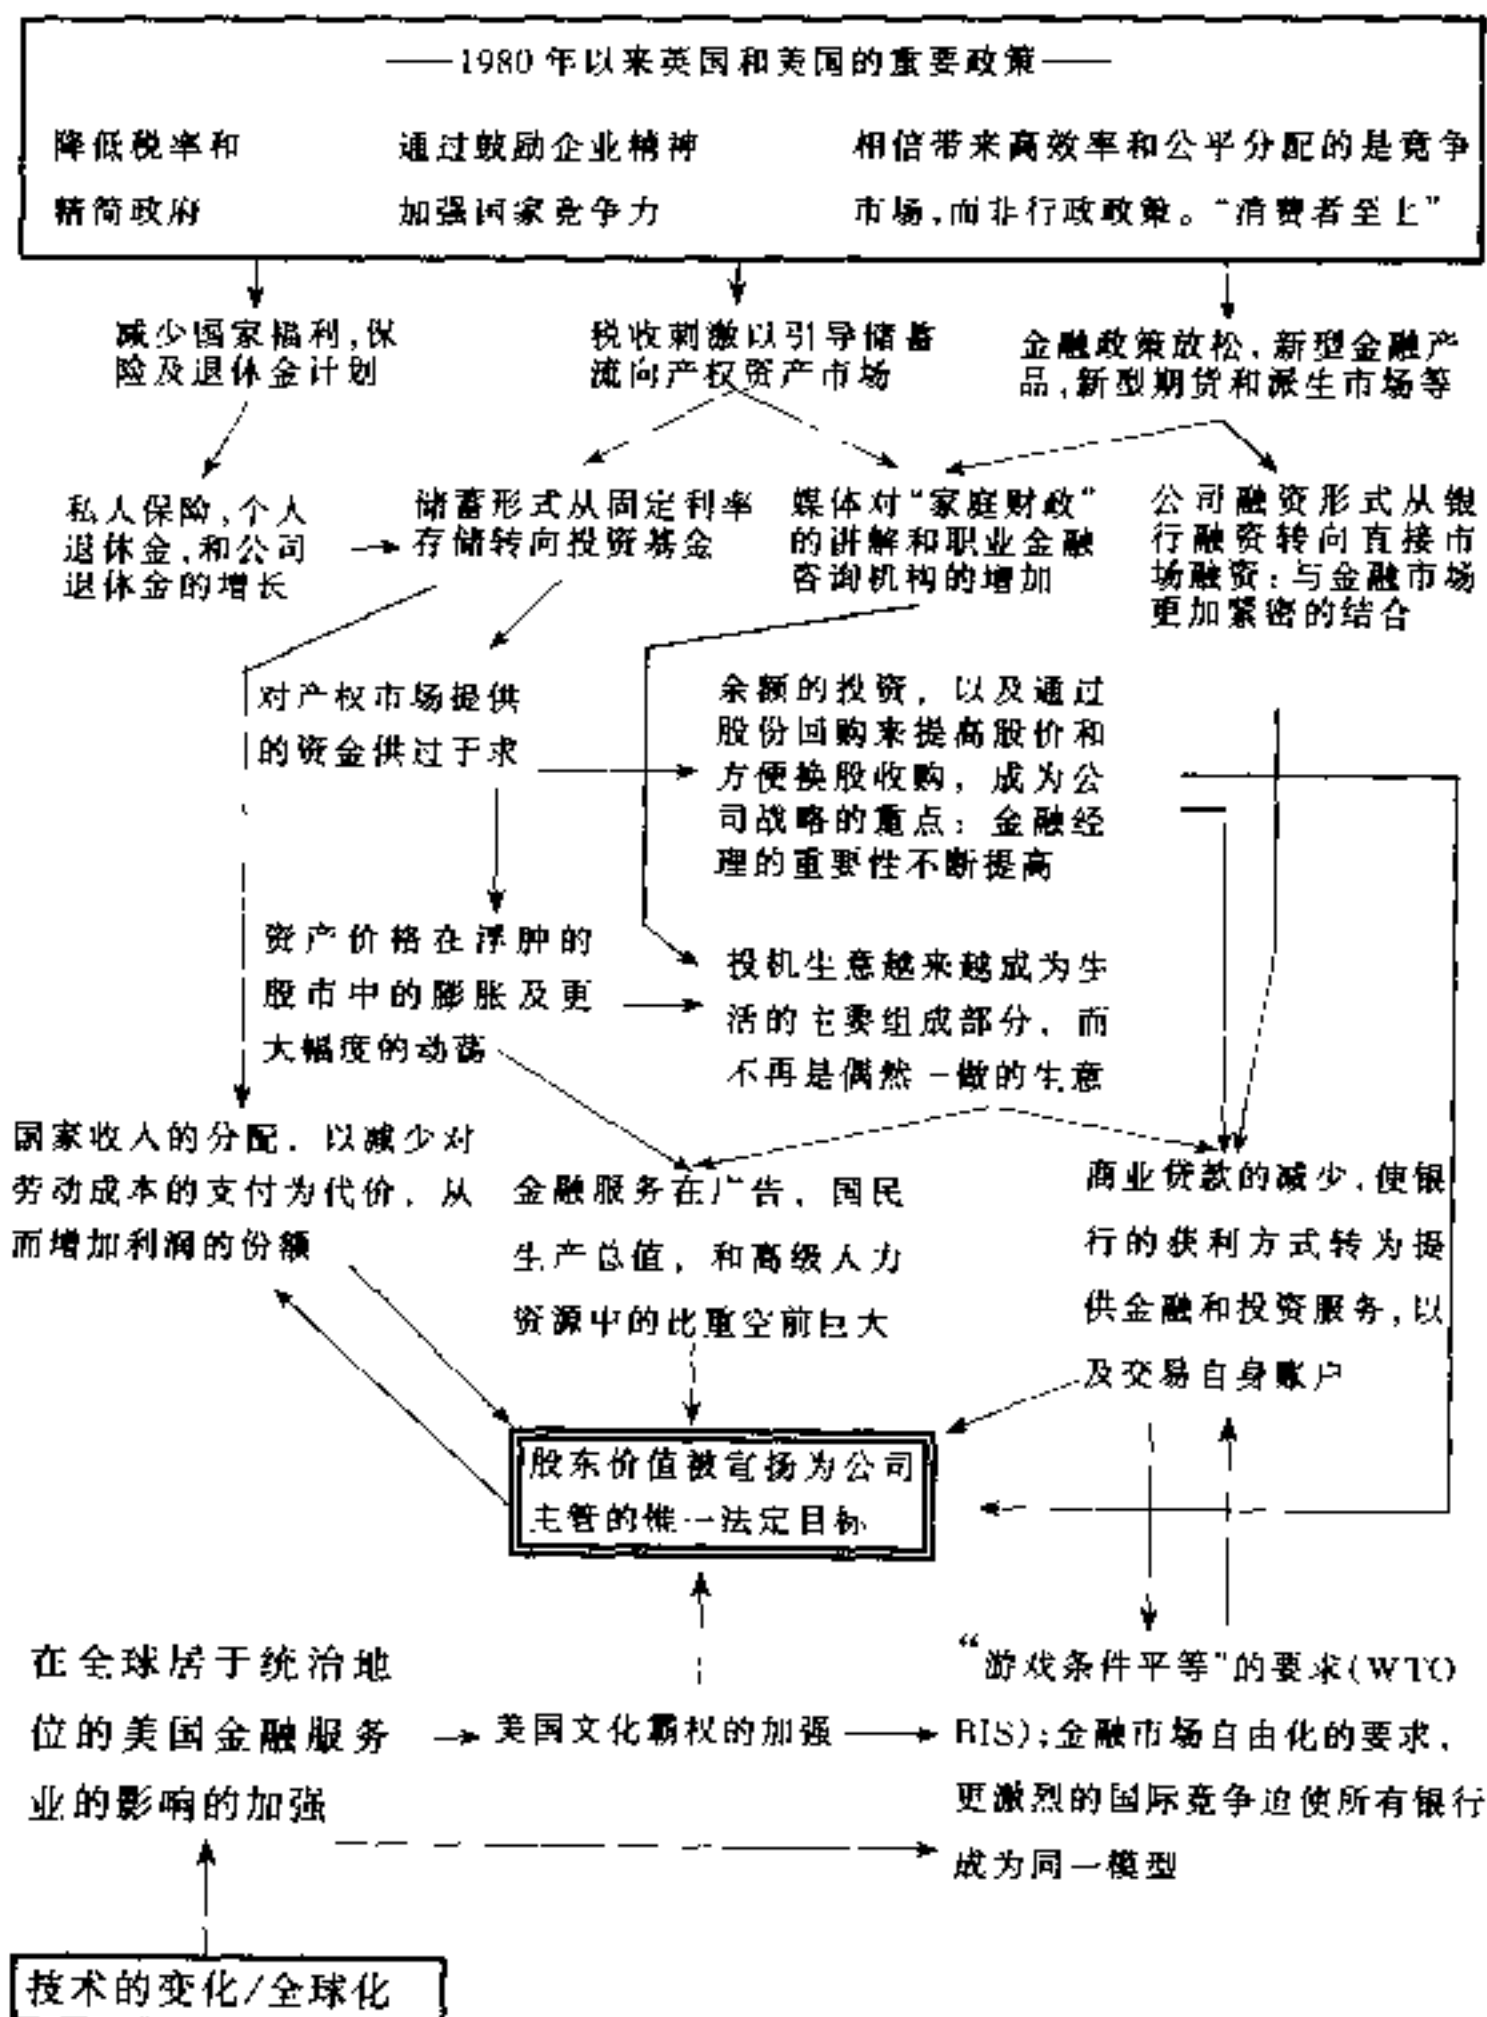 ——1980年以来英国和美国的重要政策——
降低税率和
精简政府
通过鼓励企业精神
加强国家竞争力
相信带来高效率和公平分配的是竞争
市场,而非行政政策。“消费者至上”
减少国家福利,保
险及退休金计划
税收刺激以引导储蓄
流向产权资产市场
金融政策放松,新型金融产
品,新型期货和派生市场等
私人保险,个人
退休金,和公司
退休金的增长
储蓄形式从固定利率
存储转向投资基金
媒体对“家庭财政”
的讲解和职业金融
咨询机构的增加
公司融资形式从银
行融资转向直接市
场融资;与金融市场
更加紧密的结合
对产权市场提供
的资金供过于求
余额的投资，以及通过
股份回购来提高股价和
方便换股收购，成为公
司战略的重点；金融经
理的重要性不断提高
资产价格在浮肿的
股市中的膨胀及更
大幅度的动荡
投机生意越来越成为生
活的主要组成部分，而
不再是偶然一做的生意
国家收入的分配，以减少对
劳动成本的支付为代价，从
而增加利润的份额
金融服务在广告，国民
生产总值，和高级人力
资源中的比重空前巨大
商业贷款的减少,使银
行的获利方式转为提
供金融和投资服务,以
及交易自身账户
股东价值被宣扬为公司
主管的惟一法定目标
在全球居于统治地
位的美国金融服务
业的影响的加强
美国文化霸权的加强
“游戏条件平等”的要求(WTO
BIS);金融市场自由化的要求，
更激烈的国际竞争迫使所有银行
成为同一模型
技术的变化/全球化